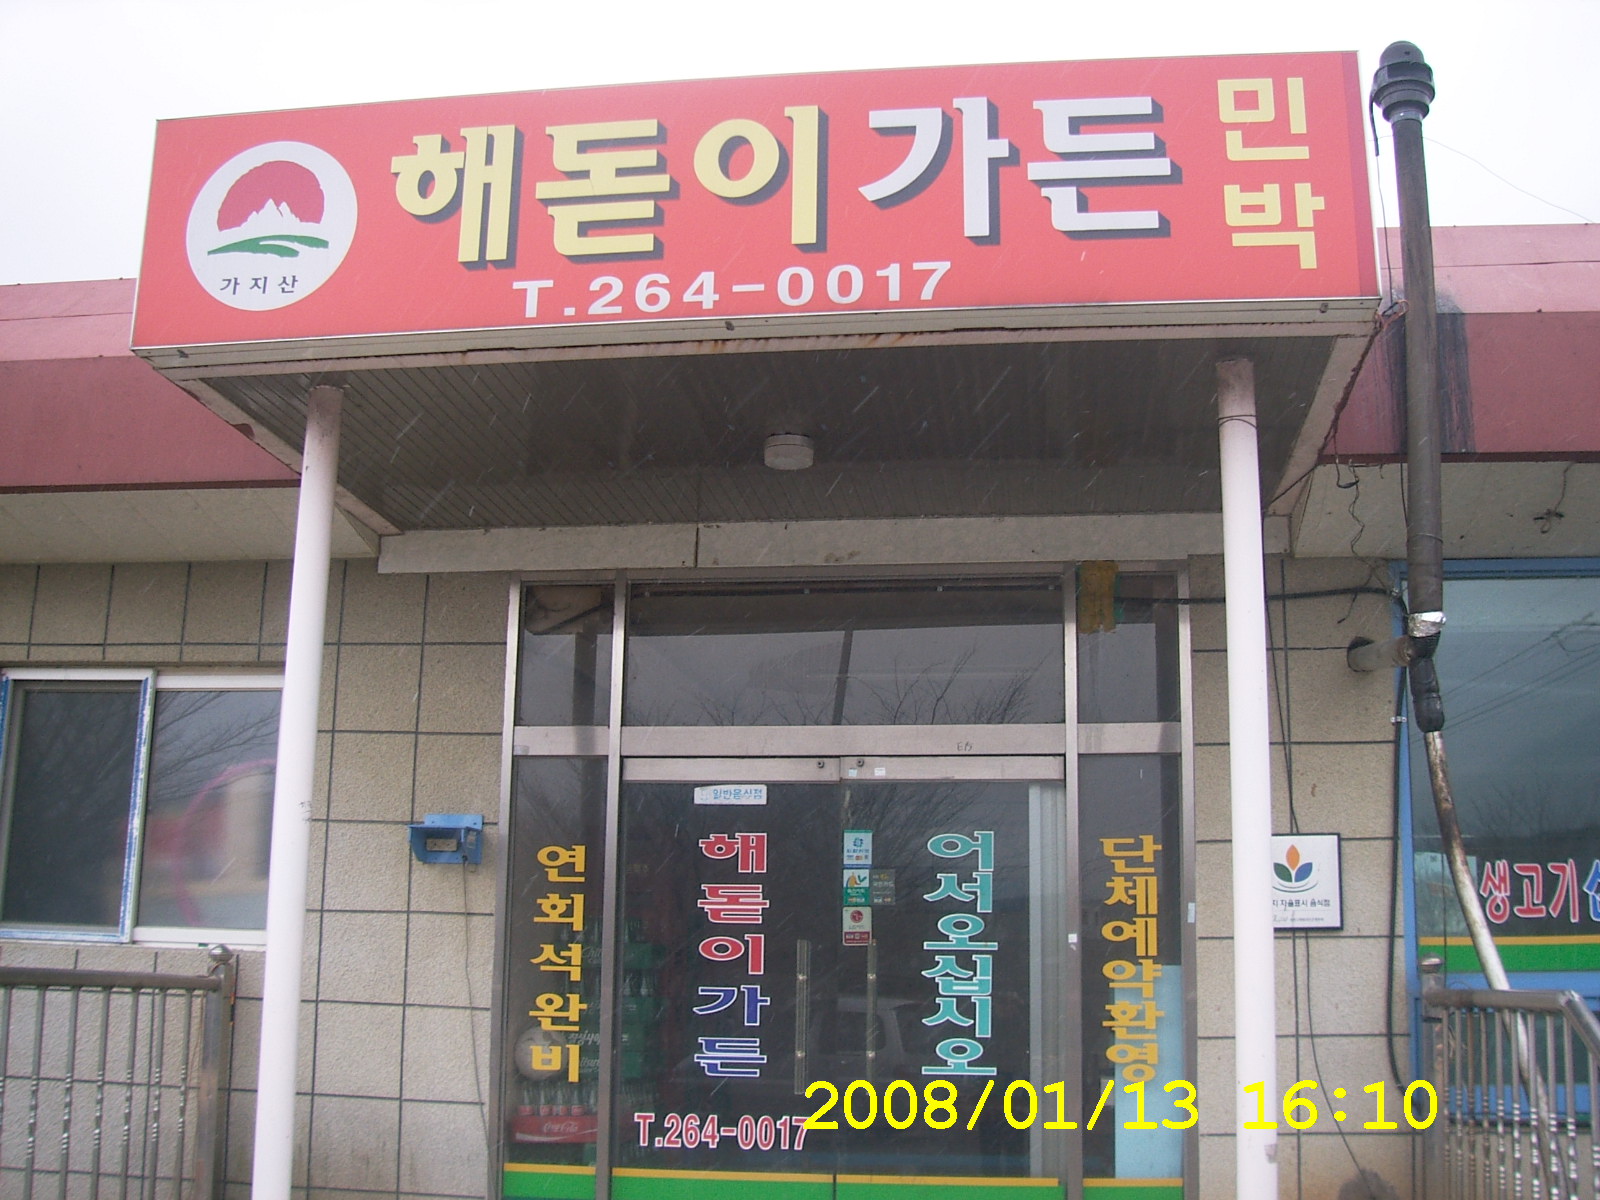 해돋이가든
민박
가지산
T.264-0017
일반음식점
연회석완비
해돋이가든
어서오십시오
단체예약환영
T.264-0017
생고기
2008/01/13 16:10